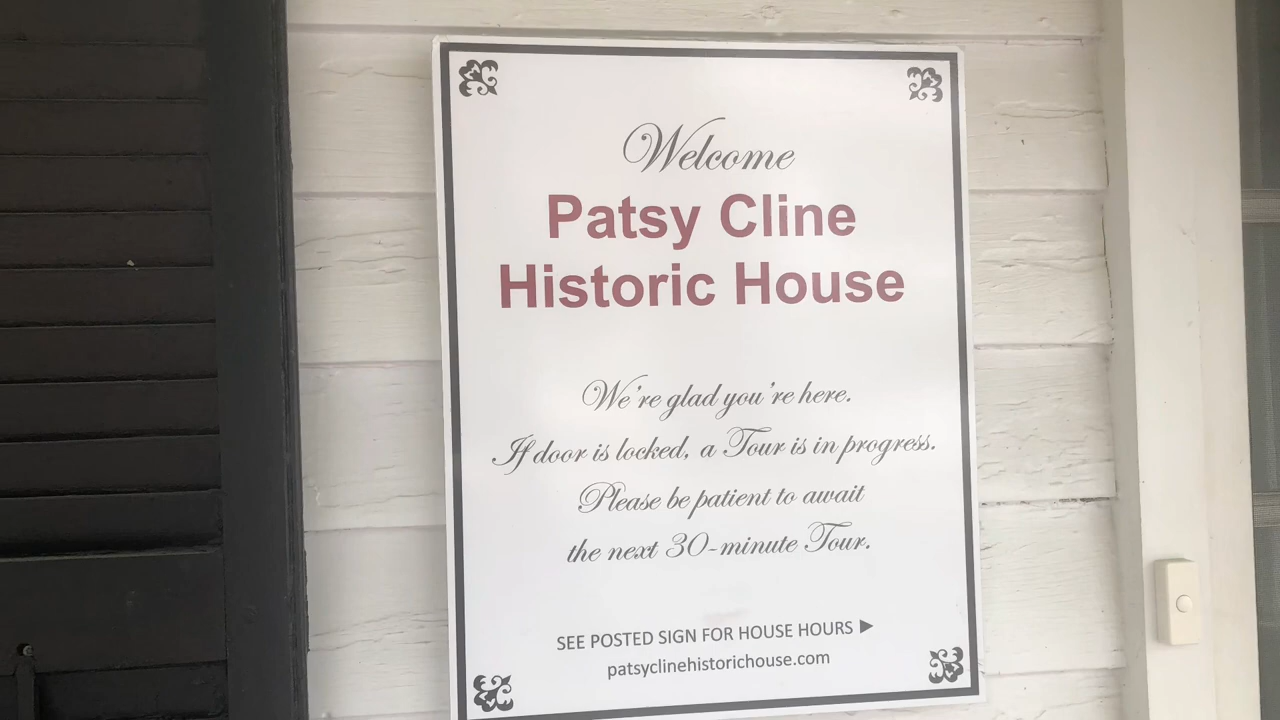 Welcome
Patsy Cline
Historic House
We're glad you're here.
If door is locked, a Tour is in progress.
Please be patient to await
the next 30-minute Tour.
SEE POSTED SIGN FOR HOUSE HOURS ▶
patsyclinehistorichouse.com